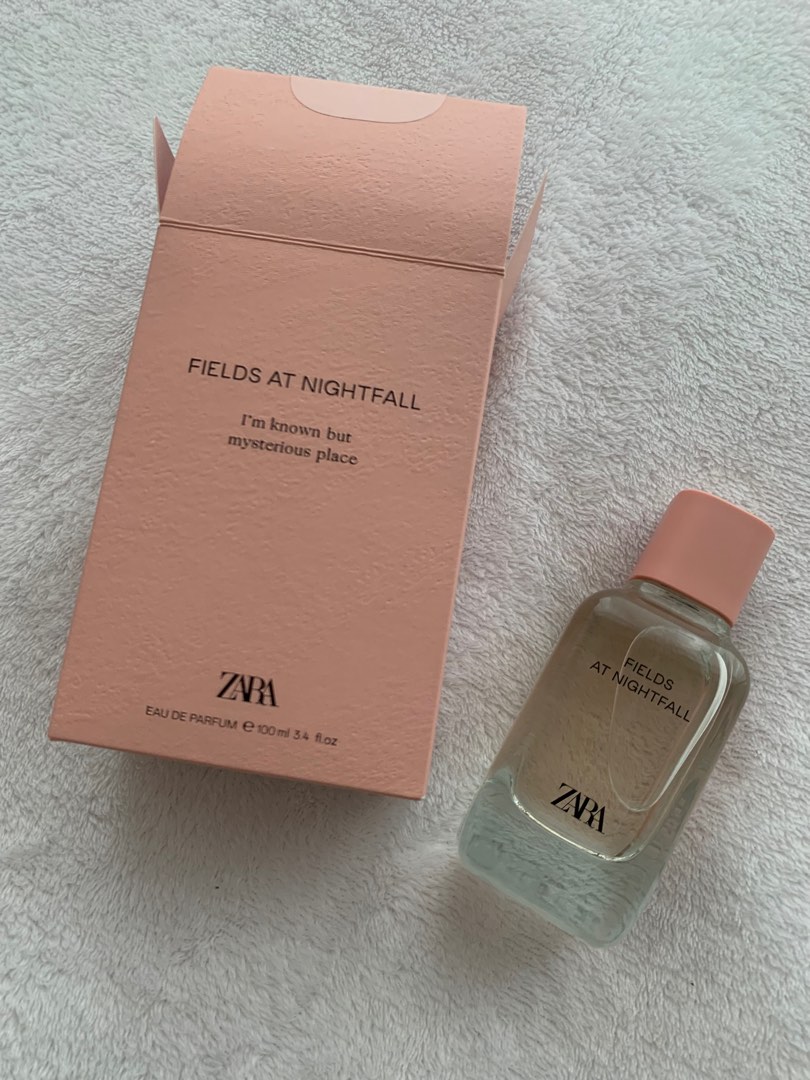 FIELDS AT NIGHTFALL
I'm known but
mysterious place
ZARA
EAU DE PARFUM ℮ 100 ml 3.4 fl.oz
FIELDS
AT NIGHTFALL
ZARA